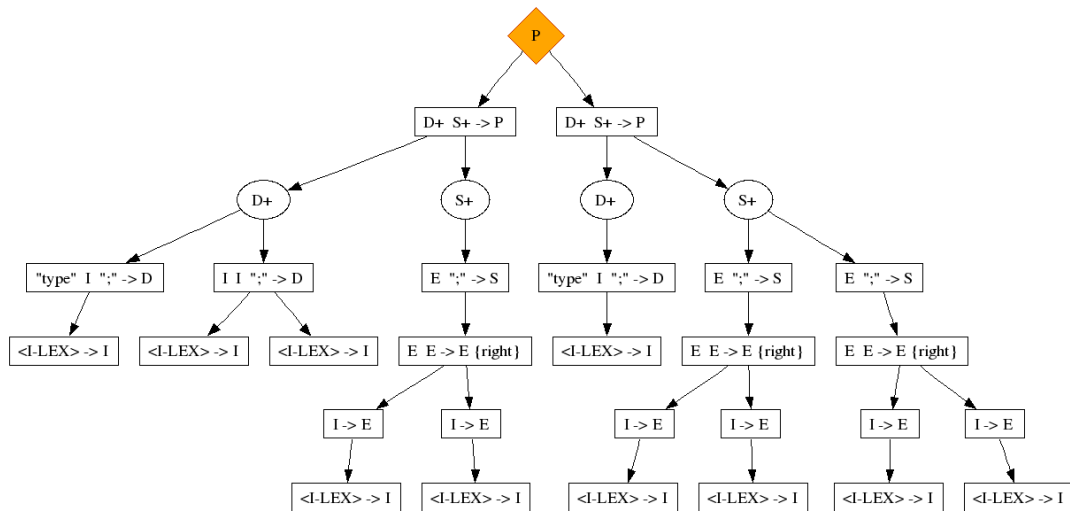 P
D+ S+ -> P
D+ S+ -> P
D+
S+
D+
S+
"type" I ";" -> D
I I ";" -> D
E ";" -> S
"type" I ";" -> D
E ";" -> S
E ";" -> S
<I-LEX> -> I
<I-LEX> -> I
<I-LEX> -> I
E E -> E {right}
<I-LEX> -> I
E E -> E {right}
E E -> E {right}
I -> E
I -> E
I -> E
I -> E
I -> E
I -> E
<I-LEX> -> I
<I-LEX> -> I
<I-LEX> -> I
<I-LEX> -> I
<I-LEX> -> I
<I-LEX> -> I